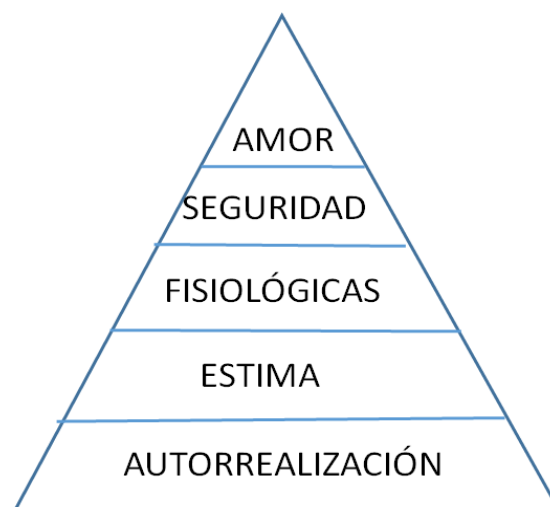 AMOR
SEGURIDAD
FISIOLÓGICAS
ESTIMA
AUTORREALIZACIÓN